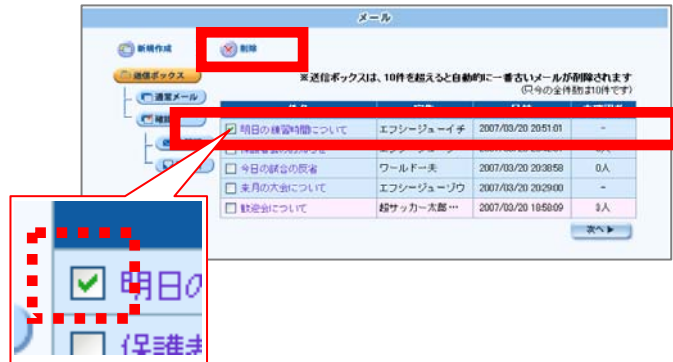 メール
新規作成
削除
送信ボックス
※送信ボックスは、10件を超えると自動的に一番古いメールが削除されます
(只今の全件数は10件です)
通常メール
明日の練習時間について エフシージューイチ 2007/03/20 20:51:01 -
今日の試合の反省 ワールド一夫 2007/03/20 20:38:58 0人
来月の大会について エフシージュージゾウ 2007/03/20 20:29:00 -
歓迎会について 超サッカー太郎… 2007/03/20 18:58:09 3人
次へ▶
明日の
保護者